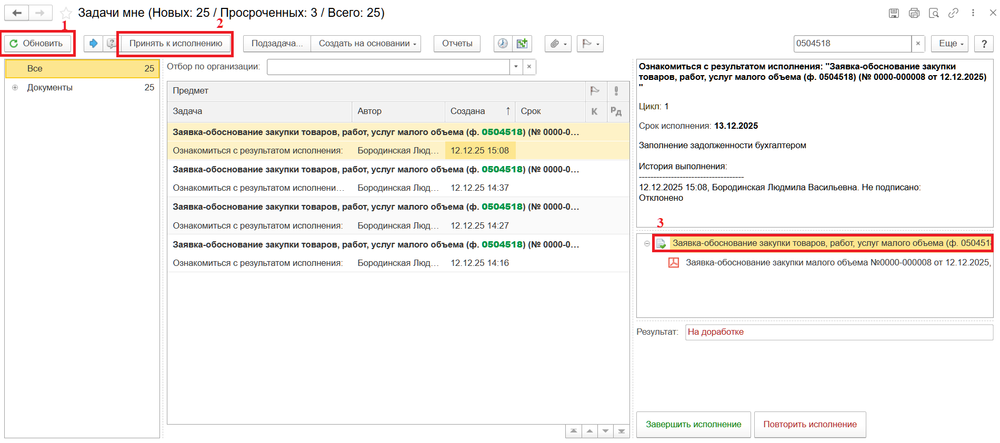 Задачи мне (Новых: 25 / Просроченных: 3 / Всего: 25)
1
2
Обновить
Принять к исполнению
Подзадача...
Создать на основании
Отчеты
0504518
×
Еще
?
Все 25
Документы 25
Отбор по организации:
×
Предмет
!
Задача Автор Создана ↑ Срок К Рд
Заявка-обоснование закупки товаров, работ, услуг малого объема (ф. 0504518) (№ 0000-0...
Ознакомиться с результатом исполнения: Бородинская Люд... 12.12.25 15:08
Заявка-обоснование закупки товаров, работ, услуг малого объема (ф. 0504518) (№ 0000-0...
Ознакомиться с результатом исполнени... Бородинская Люд... 12.12.25 14:37
Заявка-обоснование закупки товаров, работ, услуг малого объема (ф. 0504518) (№ 0000-0...
Ознакомиться с результатом исполнения: Бородинская Люд... 12.12.25 14:27
Заявка-обоснование закупки товаров, работ, услуг малого объема (ф. 0504518) (№ 0000-0...
Ознакомиться с результатом исполнения: Бородинская Люд... 12.12.25 14:16
Ознакомиться с результатом исполнения: "Заявка-обоснование закупки
товаров, работ, услуг малого объема (ф. 0504518) (№ 0000-000008 от 12.12.2025)
"
Цикл: 1
Срок исполнения: 13.12.2025
Заполнение задолженности бухгалтером
История выполнения:
------------------------------------
12.12.2025 15:08, Бородинская Людмила Васильевна. Не подписано:
Отклонено
3
Заявка-обоснование закупки товаров, работ, услуг малого объема (ф. 0504518
Заявка-обоснование закупки малого объема №0000-000008 от 12.12.2025,
Результат: На доработке
Завершить исполнение
Повторить исполнение